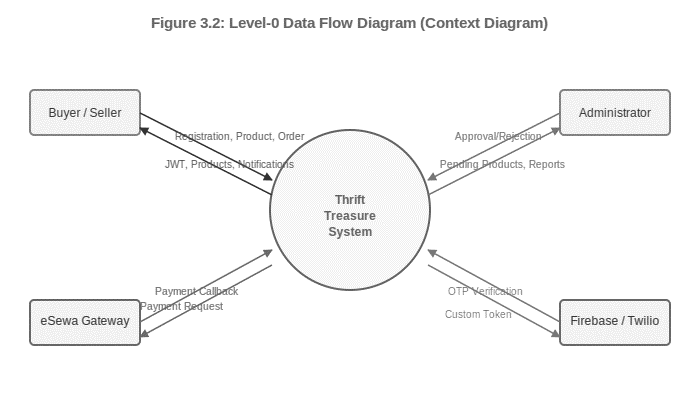 Figure 3.2: Level-0 Data Flow Diagram (Context Diagram)
Buyer / Seller
Administrator
Registration, Product, Order
Approval/Rejection
JWT, Products, Notifications
Pending Products, Reports
Thrift
Treasure
System
Payment Callback
OTP Verification
Payment Request
Custom Token
eSewa Gateway
Firebase / Twilio